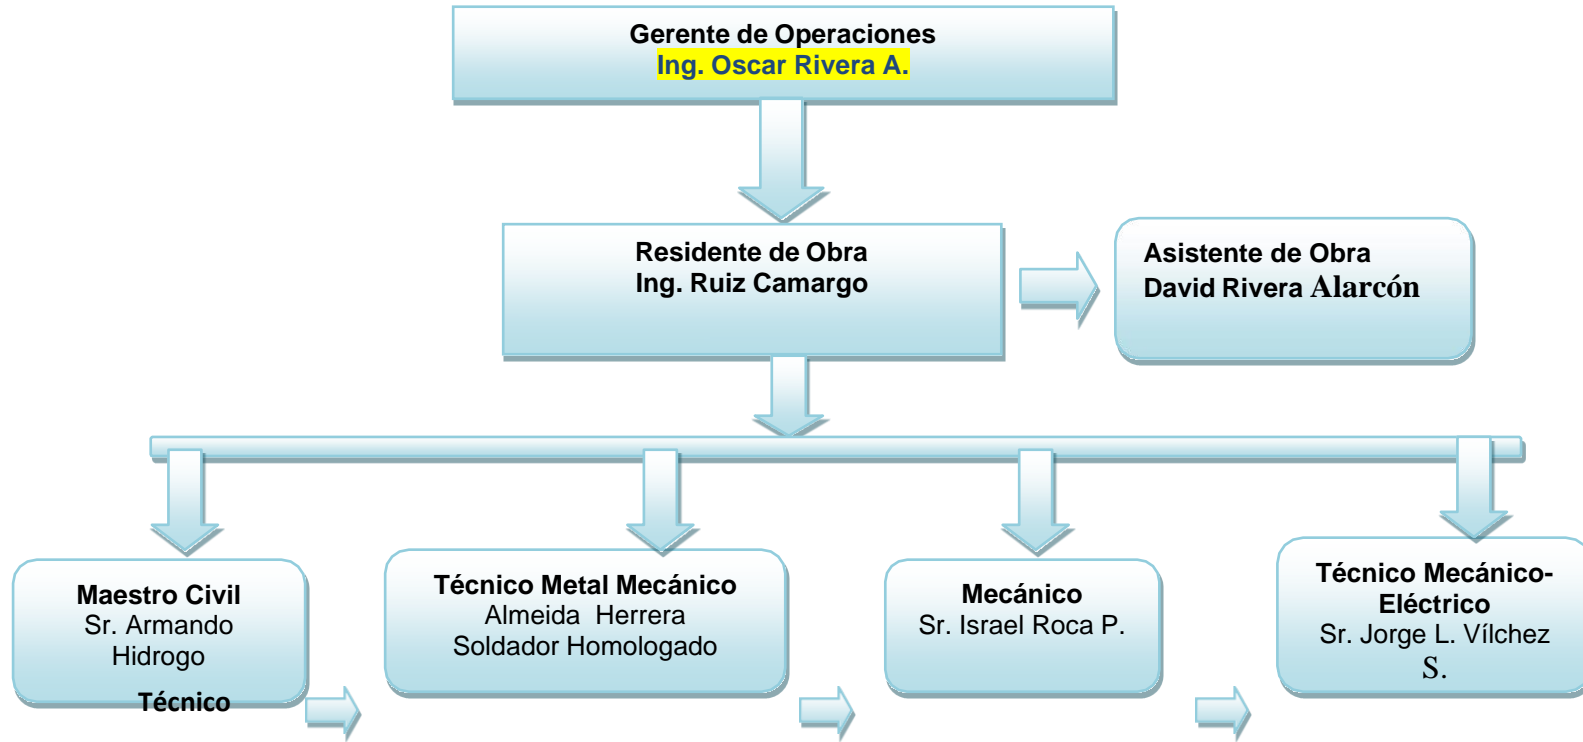 Gerente de Operaciones
Ing. Oscar Rivera A.
Residente de Obra
Ing. Ruiz Camargo
Asistente de Obra
David Rivera Alarcón
Maestro Civil
Sr. Armando
Hidrogo
Técnico
Técnico Metal Mecánico
Almeida Herrera
Soldador Homologado
Mecánico
Sr. Israel Roca P.
Técnico Mecánico-
Eléctrico
Sr. Jorge L. Vílchez
S.